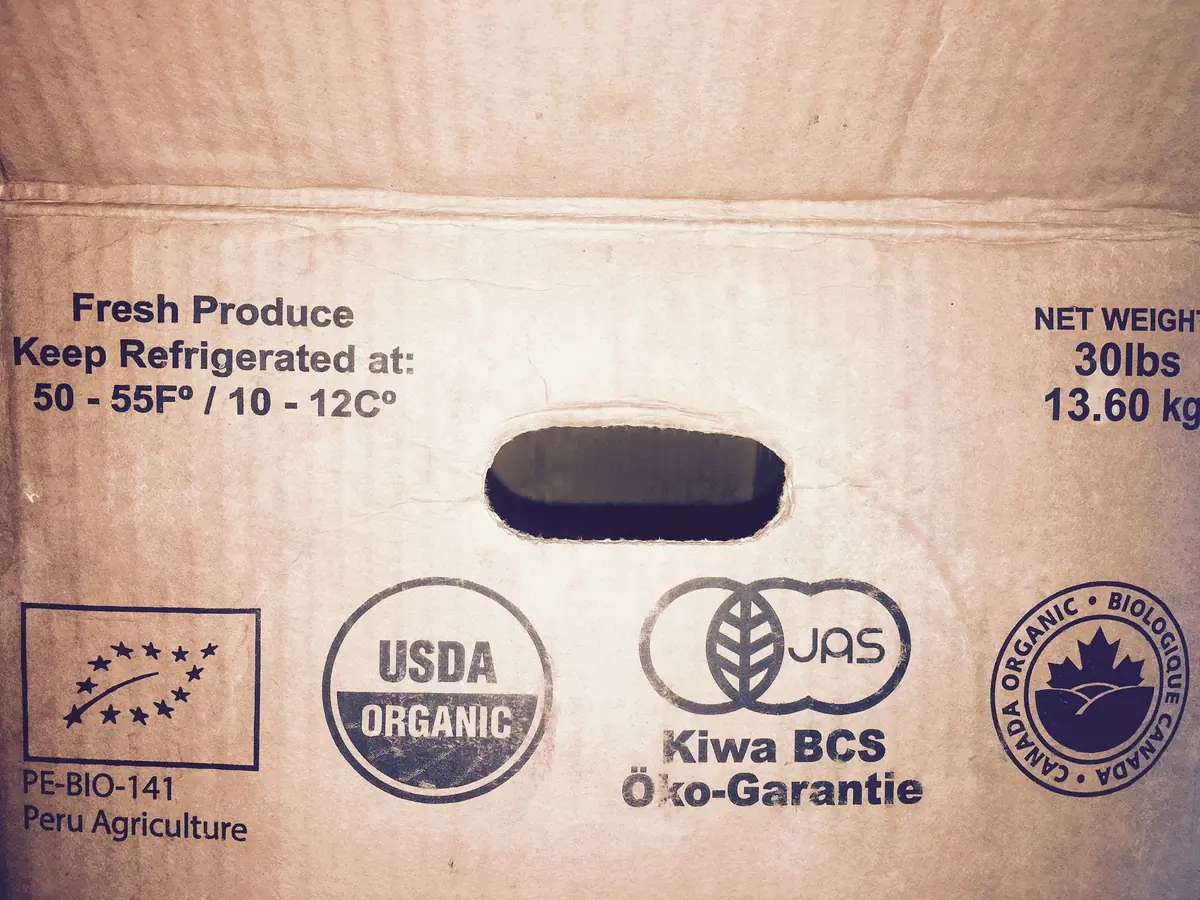 Fresh Produce
Keep Refrigerated at:
50 - 55Fº / 10 - 12Cº
NET WEIGHT
30lbs
13.60 kg
PE-BIO-141
Peru Agriculture
USDA
ORGANIC
JAS
Kiwa BCS
Öko-Garantie
CANADA ORGANIC • BIOLOGIQUE CANADA •